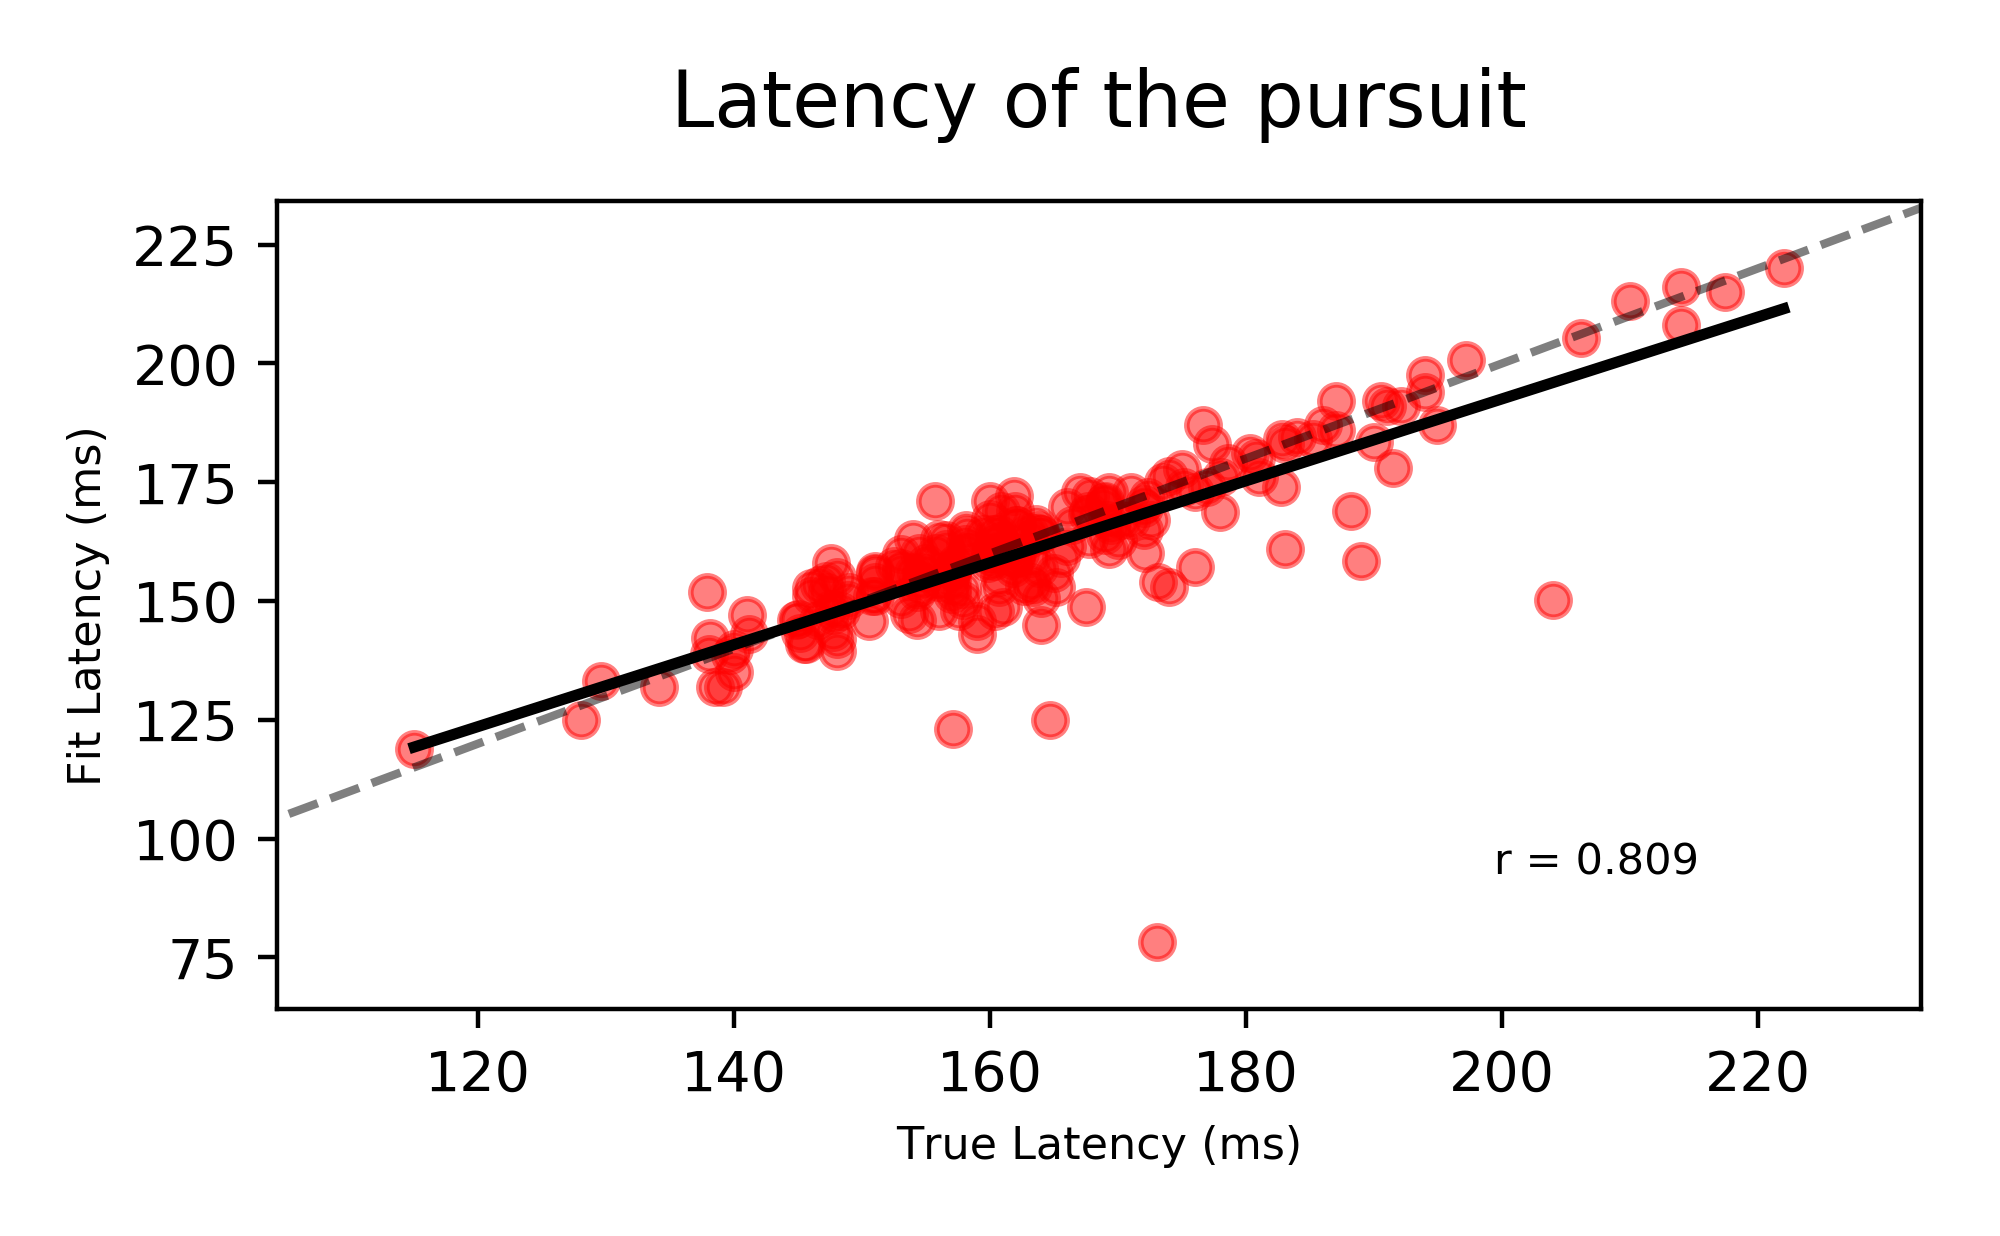 Latency of the pursuit
225
200
175
150
125
100
75
Fit Latency (ms)
r = 0.809
120 140 160 180 200 220
True Latency (ms)